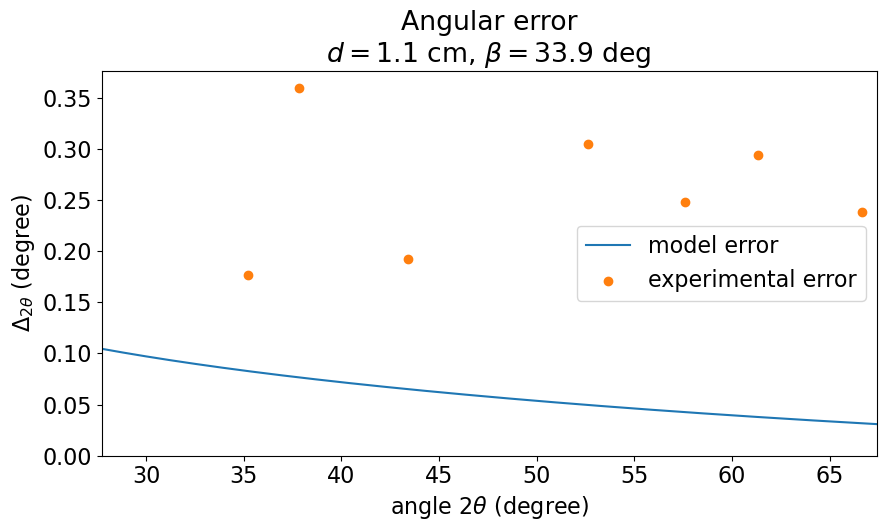 Angular error
d = 1.1 cm, β = 33.9 deg
0.35
0.30
0.25
0.20
0.15
0.10
0.05
0.00
Δ2θ (degree)
model error
experimental error
30 35 40 45 50 55 60 65
angle 2θ (degree)